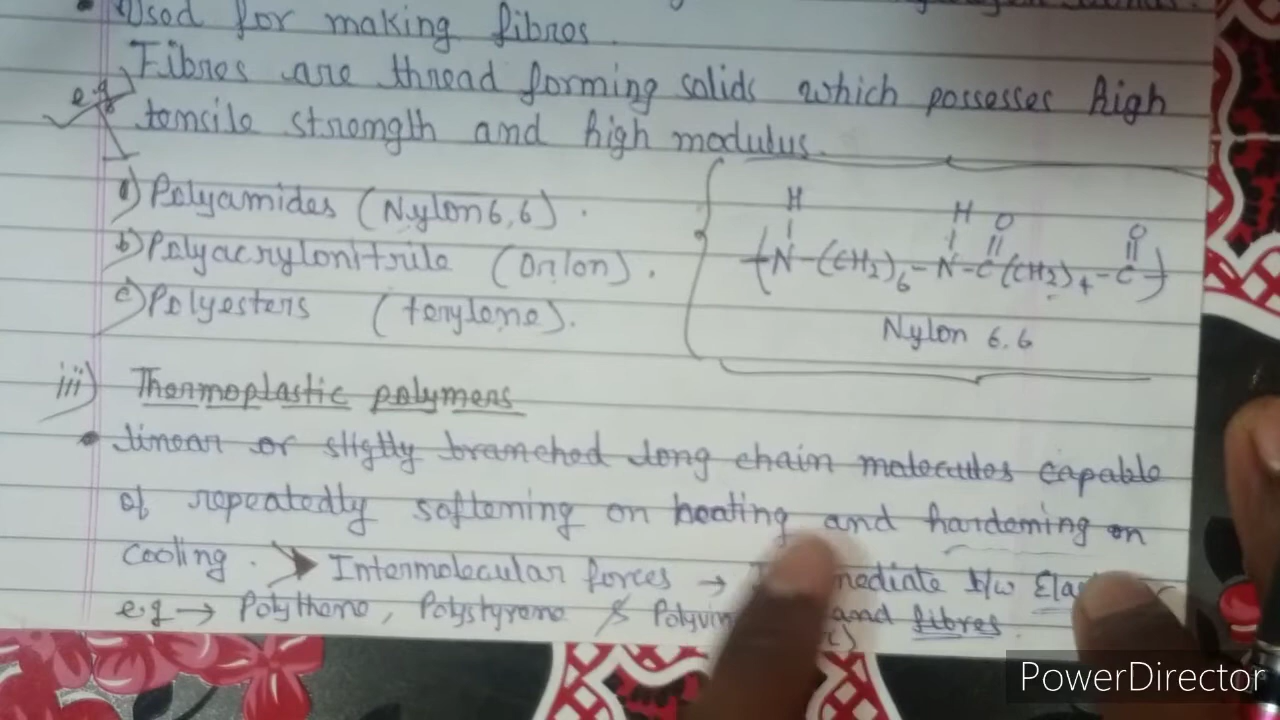 Used for making fibres.
Fibres are thread forming solids which possesses high
e.g
tensile strength and high modulus.
a) Polyamides (Nylon 6,6).
b) Polyacrylonitrile (Orlon).
c) Polyesters (terylene).
H
H O
O
N-(CH2)6-N-C(CH2)4-C
Nylon 6.6
iii) Thermoplastic polymers
linear or sligtly branched long chain molecules capable
of repeatedly softening on heating and hardening on
cooling. Intermolecular forces → b/w
e.g → Polythene, Polystyrene & and fibres.
PowerDirector